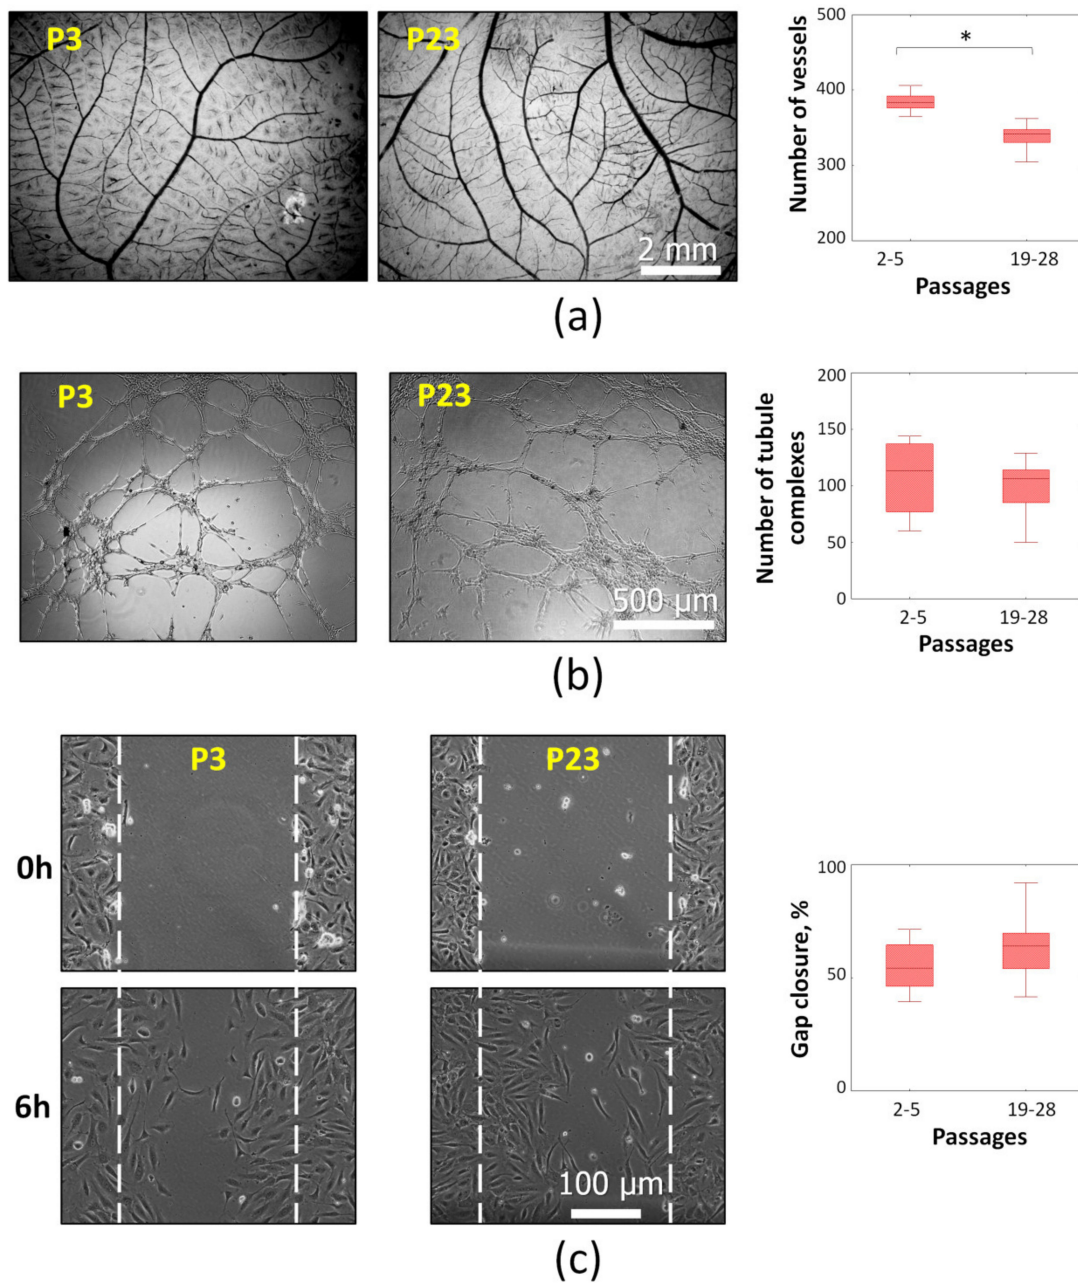 P3
P23
2 mm
Number of vessels
500
400
300
200
*
2-5
19-28
Passages
(a)
P3
P23
500 µm
Number of tubule
complexes
200
150
100
50
0
2-5
19-28
Passages
(b)
P3
P23
0h
6h
100 µm
Gap closure, %
100
50
0
2-5
19-28
Passages
(c)